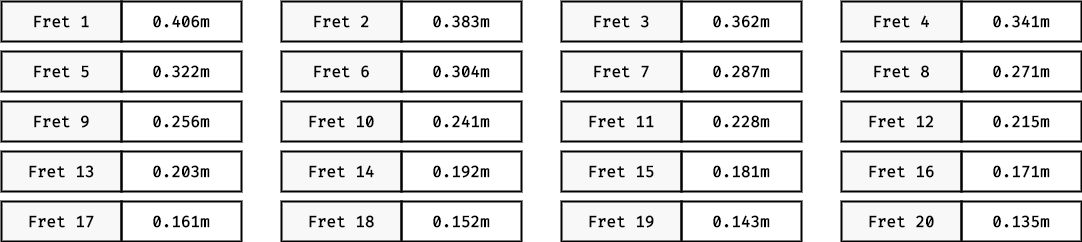 Fret 1 0.406m Fret 2 0.383m Fret 3 0.362m Fret 4 0.341m
Fret 5 0.322m Fret 6 0.304m Fret 7 0.287m Fret 8 0.271m
Fret 9 0.256m Fret 10 0.241m Fret 11 0.228m Fret 12 0.215m
Fret 13 0.203m Fret 14 0.192m Fret 15 0.181m Fret 16 0.171m
Fret 17 0.161m Fret 18 0.152m Fret 19 0.143m Fret 20 0.135m